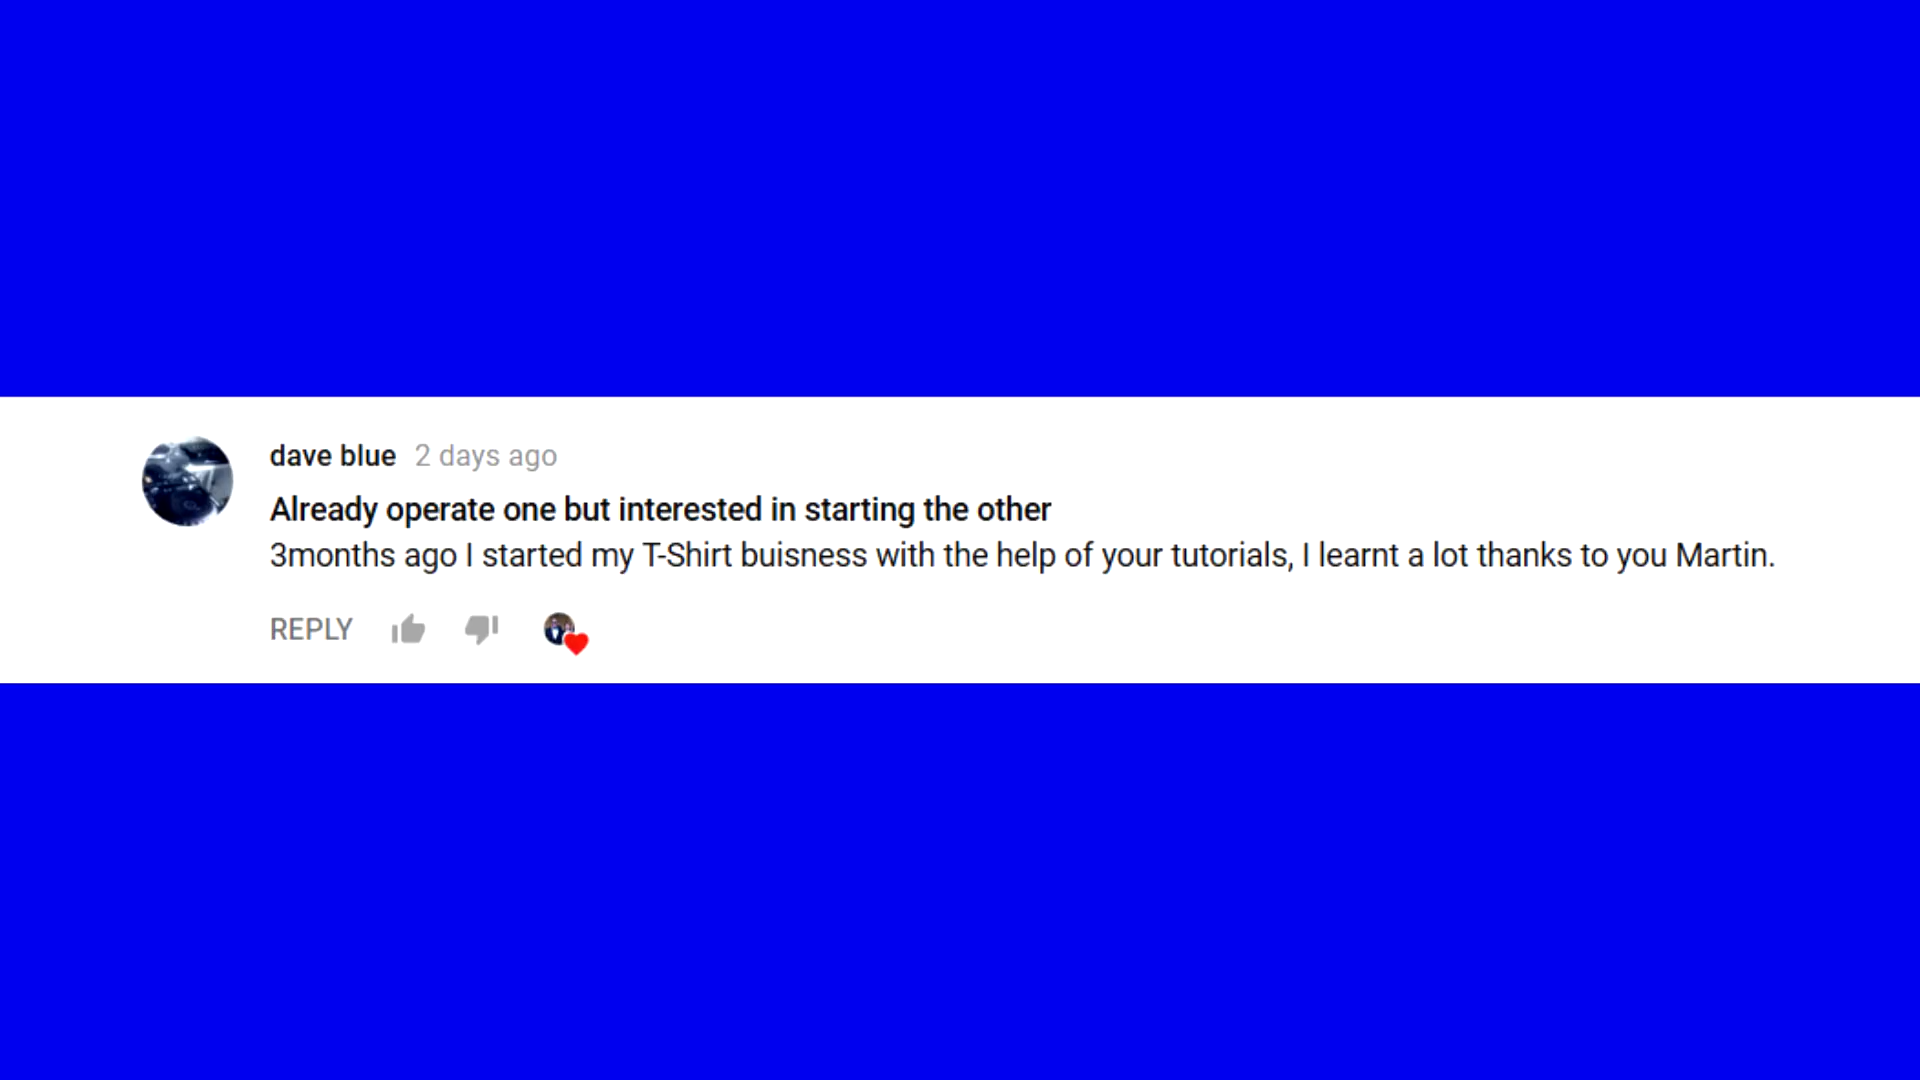 dave blue 2 days ago
Already operate one but interested in starting the other
3months ago I started my T-Shirt buisness with the help of your tutorials, I learnt a lot thanks to you Martin.
REPLY